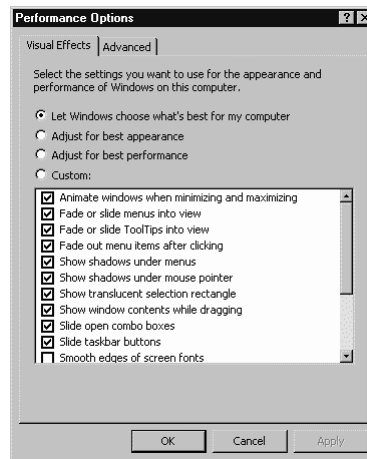 Performance Options
Visual Effects Advanced
Select the settings you want to use for the appearance and
performance of Windows on this computer.
Let Windows choose what's best for my computer
Adjust for best appearance
Adjust for best performance
Custom:
Animate windows when minimizing and maximizing
Fade or slide menus into view
Fade or slide ToolTips into view
Fade out menu items after clicking
Show shadows under menus
Show shadows under mouse pointer
Show translucent selection rectangle
Show window contents while dragging
Slide open combo boxes
Slide taskbar buttons
Smooth edges of screen fonts
OK Cancel Apply